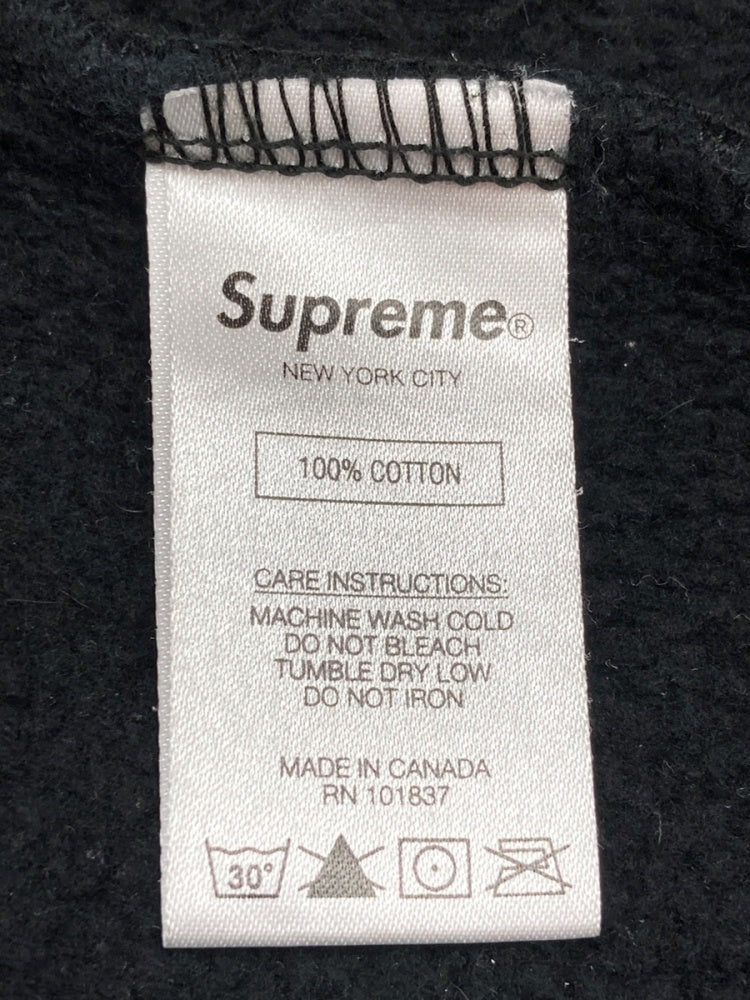 Supreme®
NEW YORK CITY
100% COTTON
CARE INSTRUCTIONS:
MACHINE WASH COLD
DO NOT BLEACH
TUMBLE DRY LOW
DO NOT IRON
MADE IN CANADA
RN 101837
30°